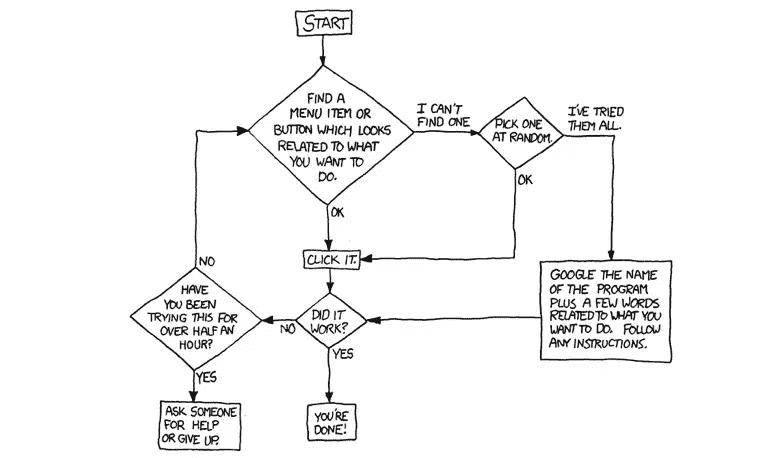 START
FIND A
MENU ITEM OR
BUTTON WHICH LOOKS
RELATED TO WHAT
YOU WANT TO
DO.
I CAN'T
FIND ONE
PICK ONE
AT RANDOM.
I'VE TRIED
THEM ALL.
OK
OK
CLICK IT.
GOOGLE THE NAME
OF THE PROGRAM
PLUS A FEW WORDS
RELATED TO WHAT YOU
WANT TO DO. FOLLOW
ANY INSTRUCTIONS.
DID IT
WORK?
NO
YES
YOU'RE
DONE!
HAVE
YOU BEEN
TRYING THIS FOR
OVER HALF AN
HOUR?
NO
YES
ASK SOMEONE
FOR HELP
OR GIVE UP.